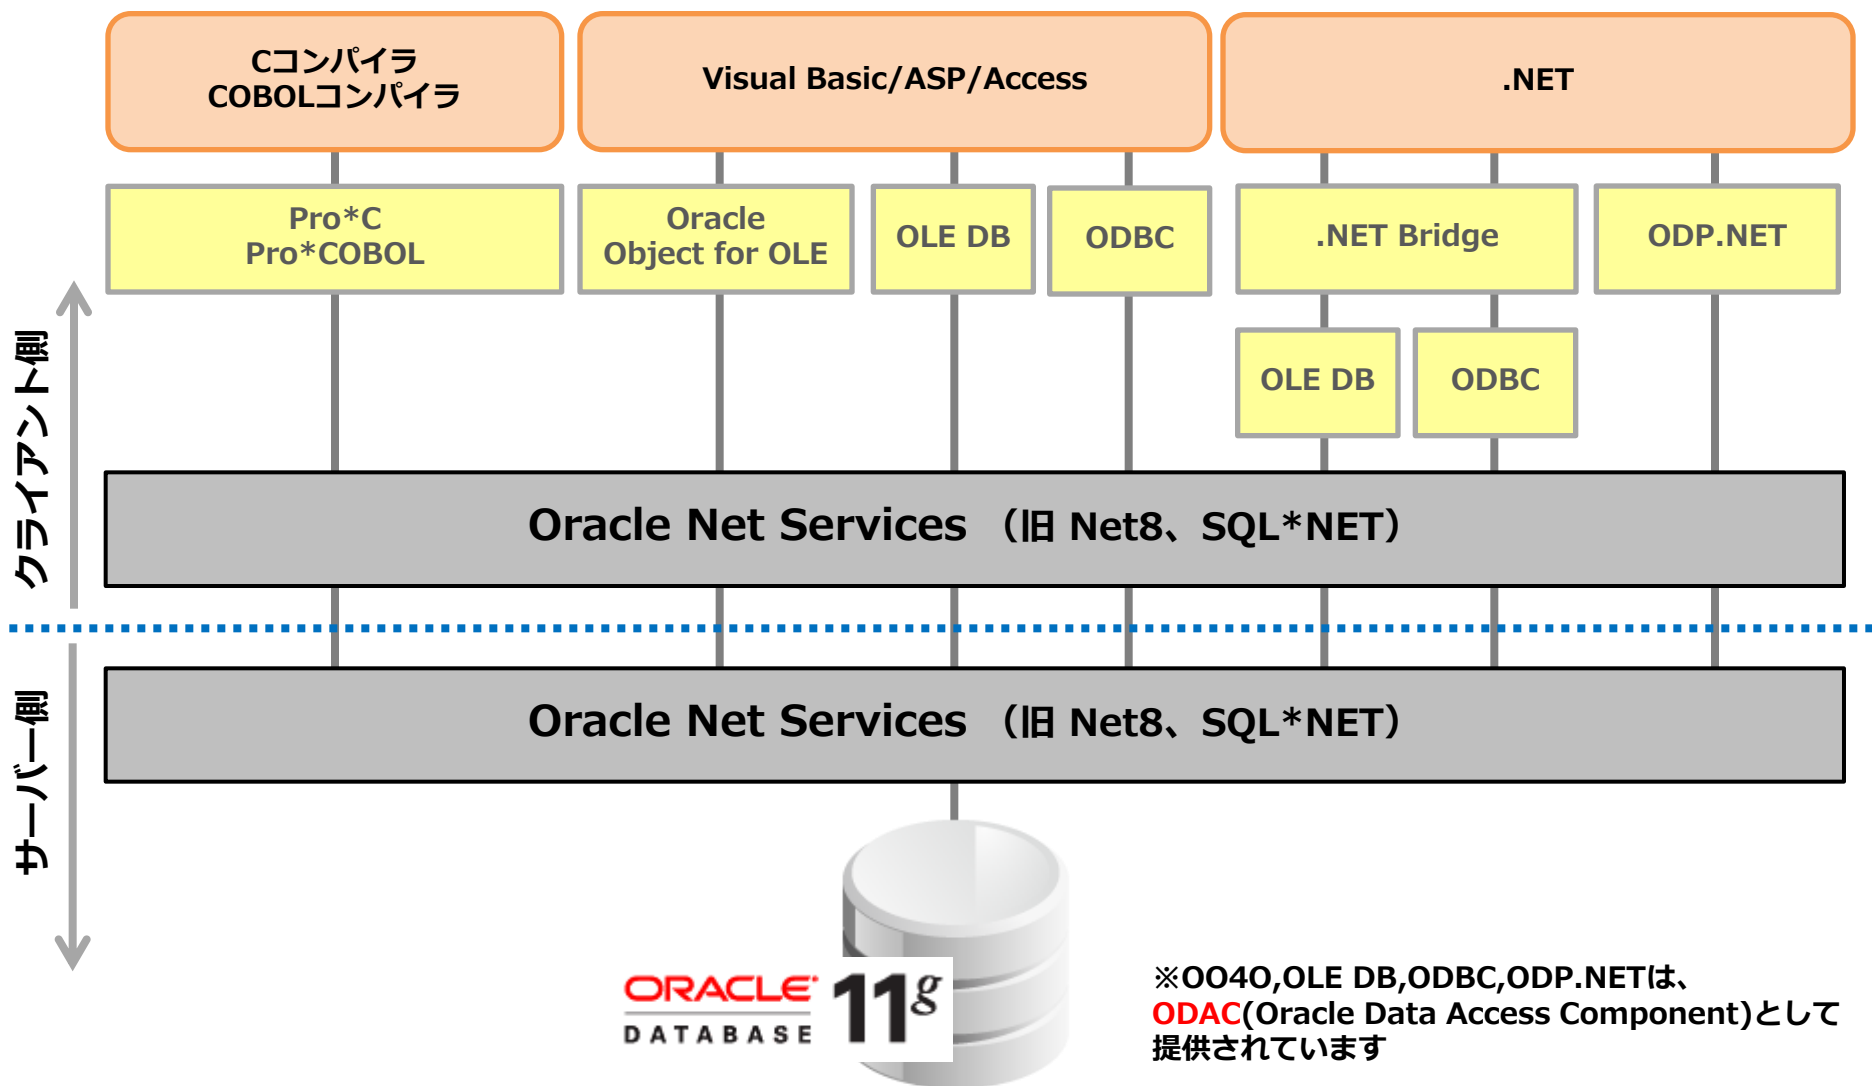 Cコンパイラ
COBOLコンパイラ
Visual Basic/ASP/Access
.NET
Pro*C
Pro*COBOL
Oracle
Object for OLE
OLE DB
ODBC
.NET Bridge
ODP.NET
OLE DB
ODBC
クライアント側
Oracle Net Services （旧 Net8、SQL*NET）
サーバー側
Oracle Net Services （旧 Net8、SQL*NET）
ORACLE
DATABASE
11g
※OO4O,OLE DB,ODBC,ODP.NETは、
ODAC(Oracle Data Access Component)として
提供されています